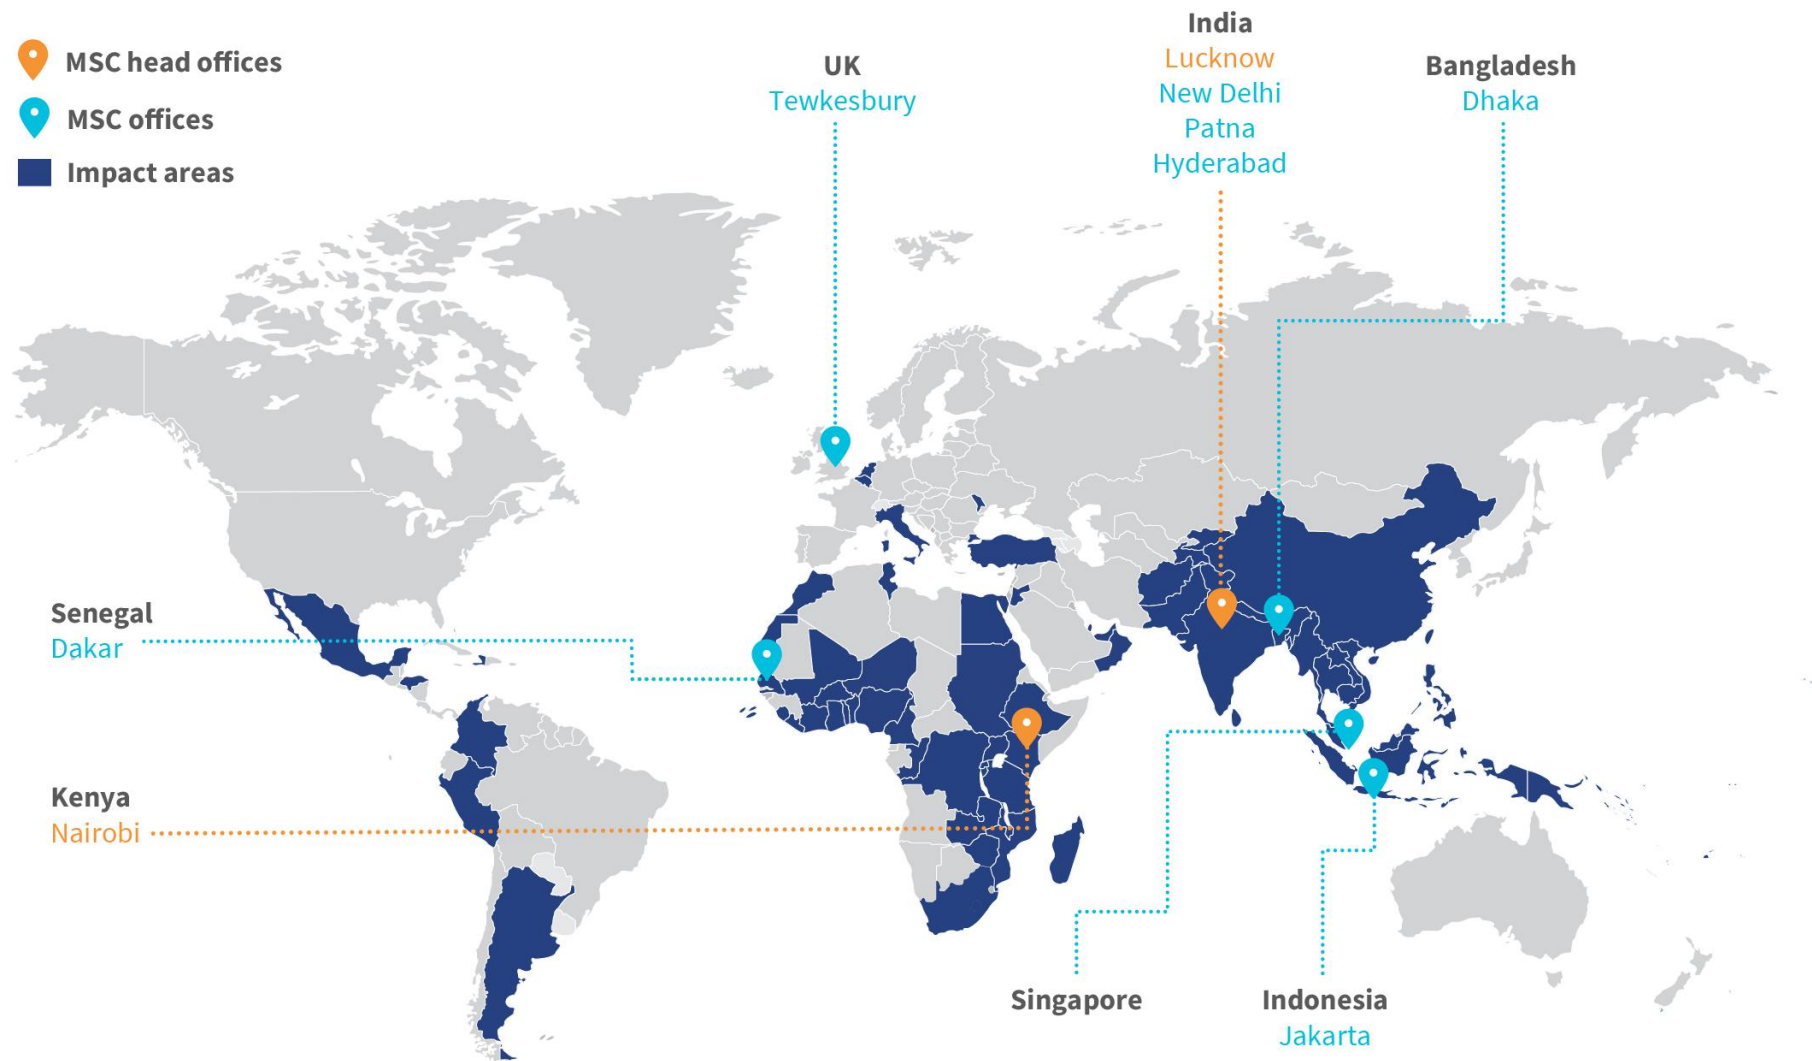 MSC head offices
MSC offices
Impact areas
UK
Tewkesbury
India
Lucknow
New Delhi
Patna
Hyderabad
Bangladesh
Dhaka
Senegal
Dakar
Kenya
Nairobi
Singapore
Indonesia
Jakarta